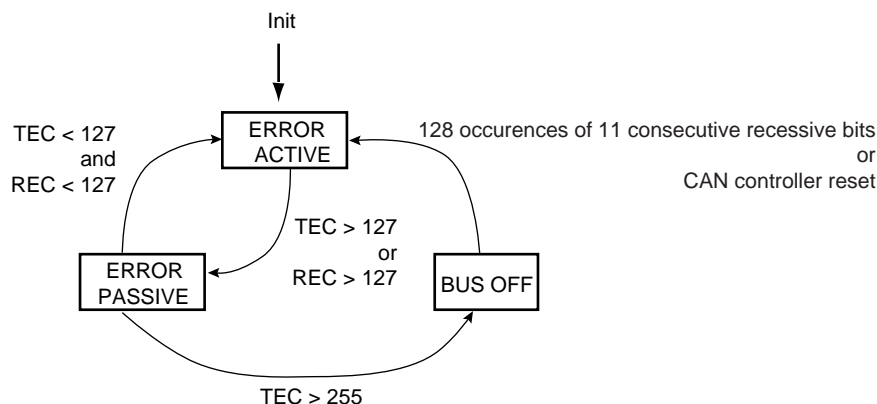 Init
ERROR
ACTIVE
TEC < 127
and
REC < 127
128 occurences of 11 consecutive recessive bits
or
CAN controller reset
TEC > 127
or
REC > 127
ERROR
PASSIVE
BUS OFF
TEC > 255